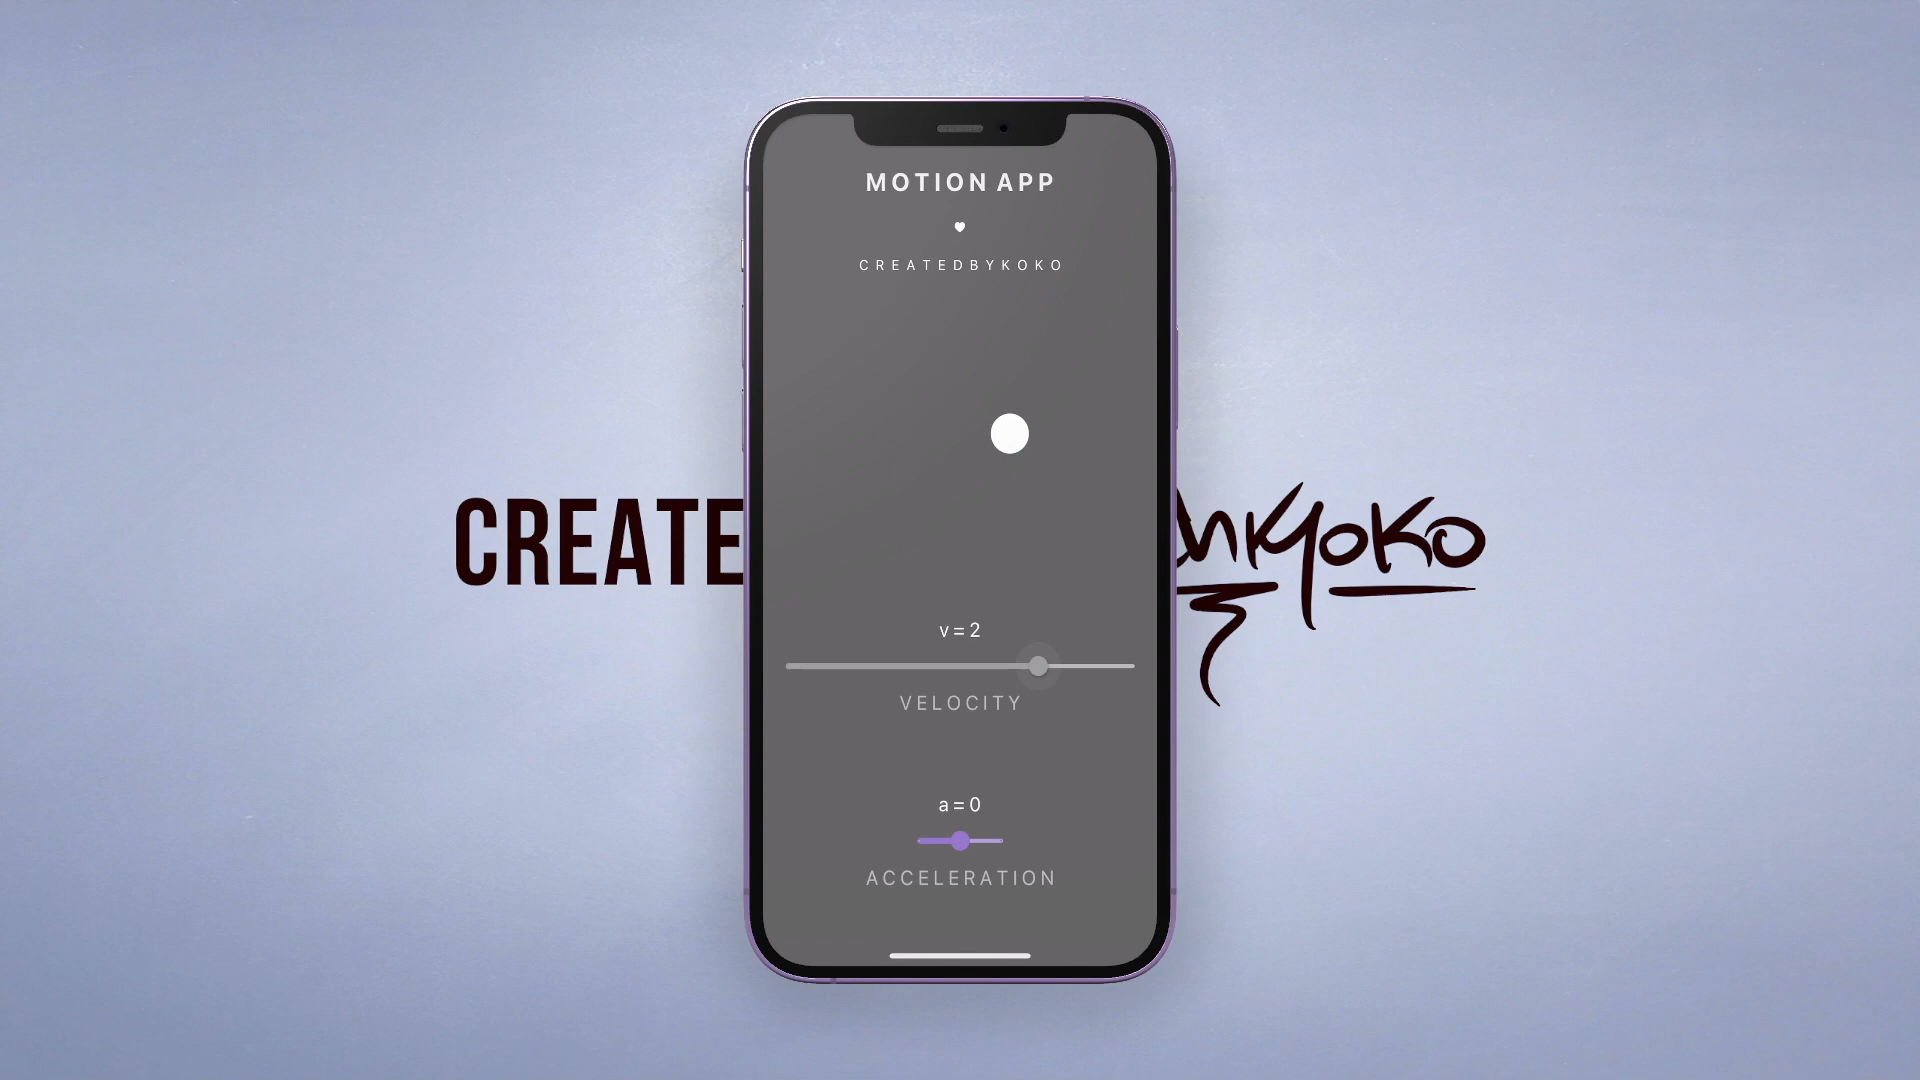 MOTION APP
CREATEDBYKOKO
CREATE
v=2
VELOCITY
a=0
ACCELERATION